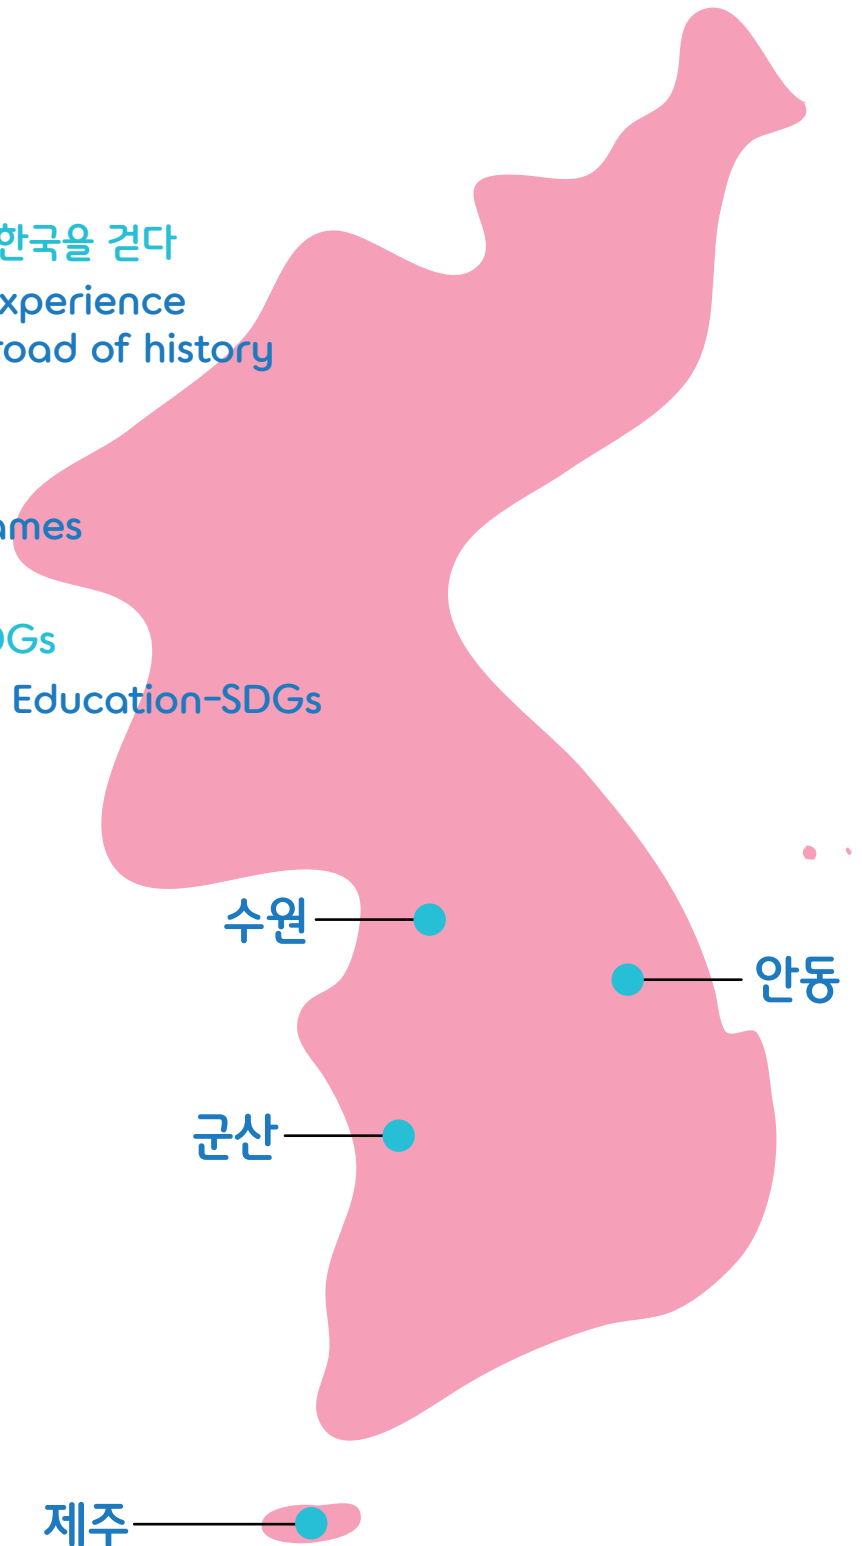 한국을 걷다
xperience
road of history
ames
DGs
Education-SDGs
수원
안동
군산
제주